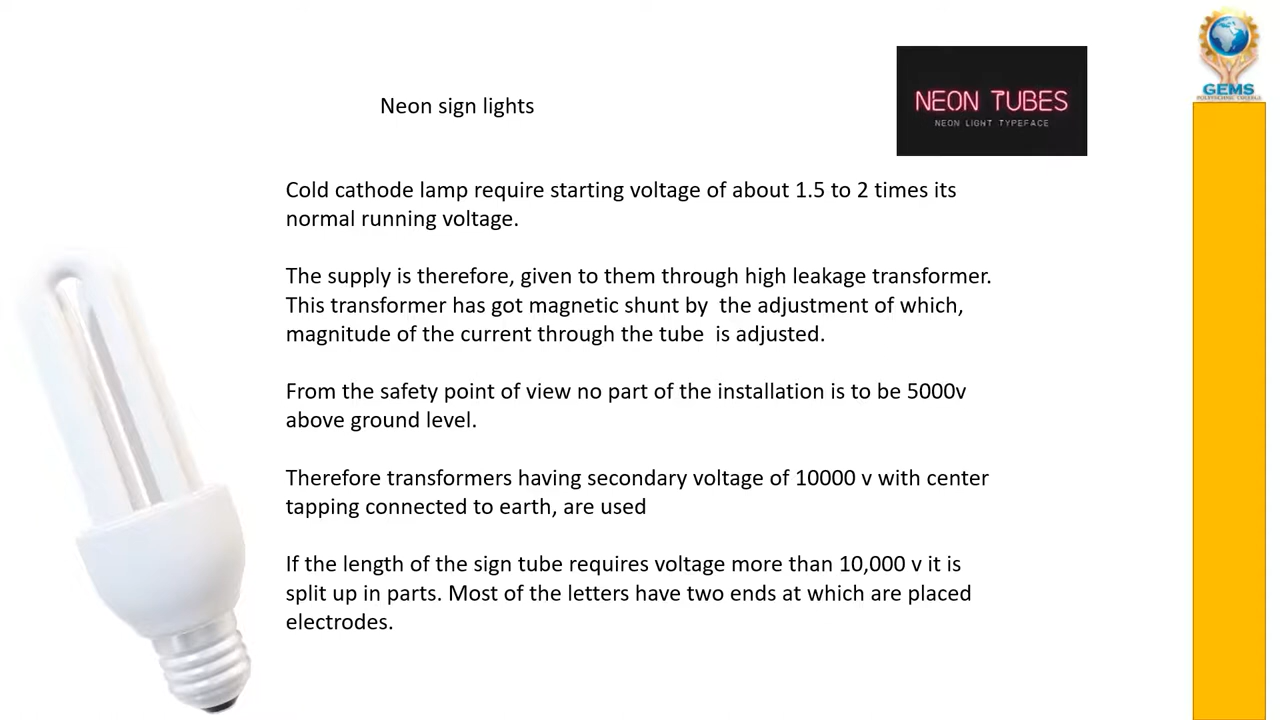 Neon sign lights
NEON TUBES
NEON LIGHT TYPEFACE
GEMS
POLYTECHNIC COLLEGE
Cold cathode lamp require starting voltage of about 1.5 to 2 times its
normal running voltage.
The supply is therefore, given to them through high leakage transformer.
This transformer has got magnetic shunt by the adjustment of which,
magnitude of the current through the tube is adjusted.
From the safety point of view no part of the installation is to be 5000v
above ground level.
Therefore transformers having secondary voltage of 10000 v with center
tapping connected to earth, are used
If the length of the sign tube requires voltage more than 10,000 v it is
split up in parts. Most of the letters have two ends at which are placed
electrodes.